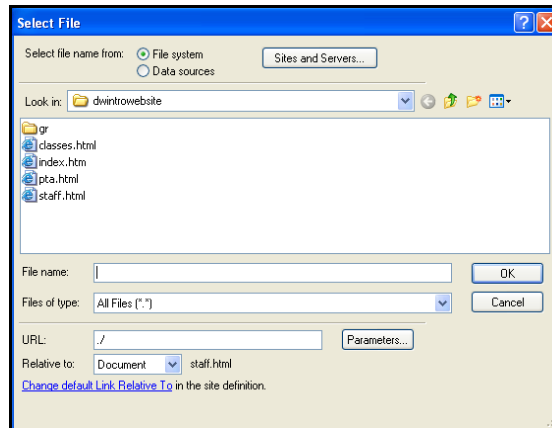 Select File
Select file name from: File system
Sites and Servers...
Data sources
Look in: dwintrowebsite
gr
classes.html
index.htm
pta.html
staff.html
File name: OK
Files of type: All Files (*.*) Cancel
URL: ./ Parameters...
Relative to: Document staff.html
Change default Link Relative To in the site definition.